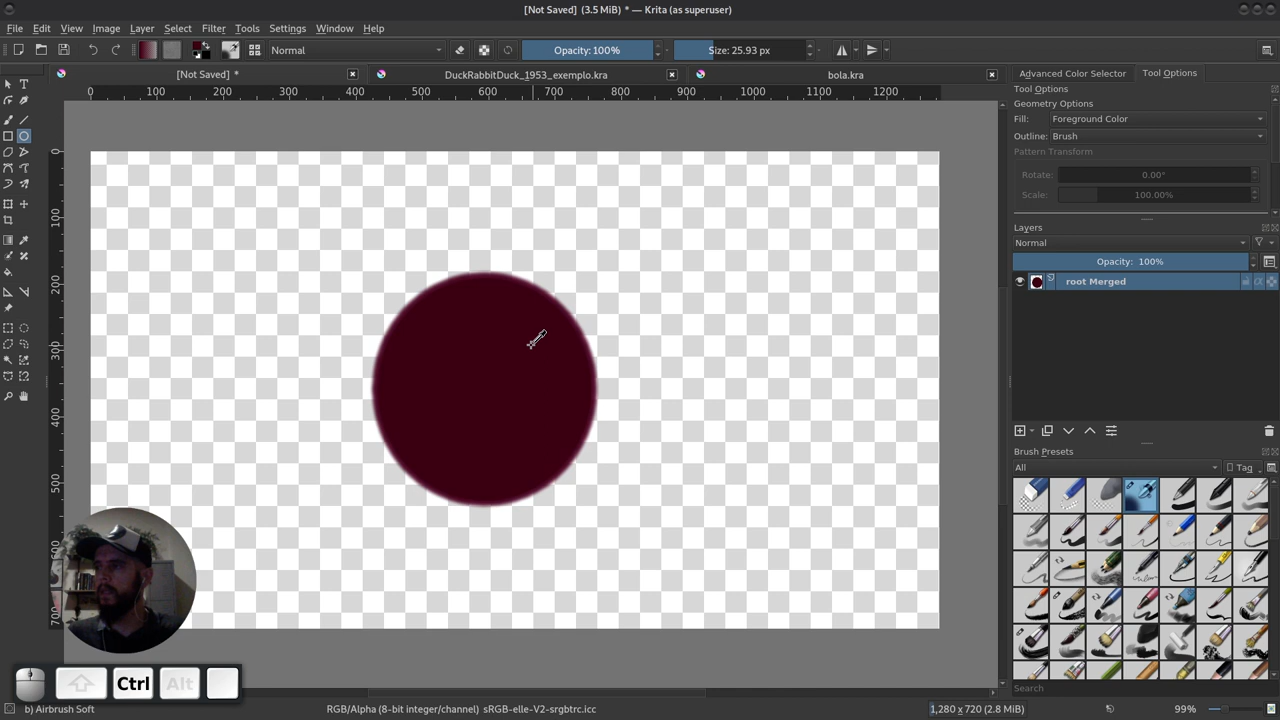 [Not Saved] (3.5 MiB) * — Krita (as superuser)
File Edit View Image Layer Select Filter Tools Settings Window Help
Normal Opacity: 100% Size: 25.93 px
[Not Saved] * DuckRabbitDuck_1953_exemplo.kra bola.kra
Advanced Color Selector Tool Options
0 100 200 300 400 500 600 700 800 900 1000 1100 1200
Tool Options
Geometry Options
Fill: Foreground Color
Outline: Brush
Pattern Transform
Rotate: 0.00°
Scale: 100.00%
Layers
Normal
Opacity: 100%
root Merged
0
100
200
300
400
500
600
700
Brush Presets
All Tag
Search
Ctrl Alt
b) Airbrush Soft RGB/Alpha (8-bit integer/channel) sRGB-elle-V2-srgbtrc.icc 1,280 x 720 (2.8 MiB) 99%